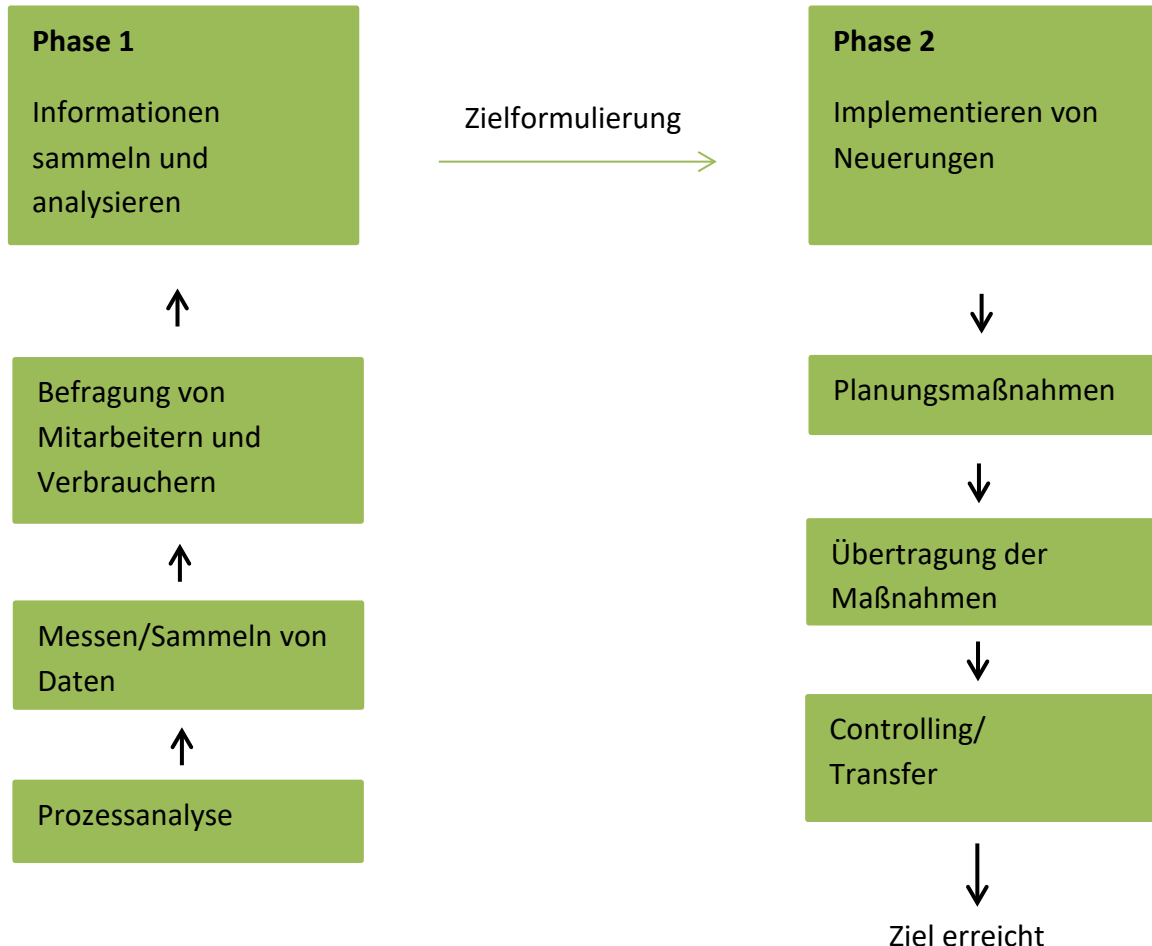 Phase 1
Informationen
sammeln und
analysieren
Zielformulierung
Phase 2
Implementieren von
Neuerungen
Befragung von
Mitarbeitern und
Verbrauchern
Messen/Sammeln von
Daten
Prozessanalyse
Planungsmaßnahmen
Übertragung der
Maßnahmen
Controlling/
Transfer
Ziel erreicht